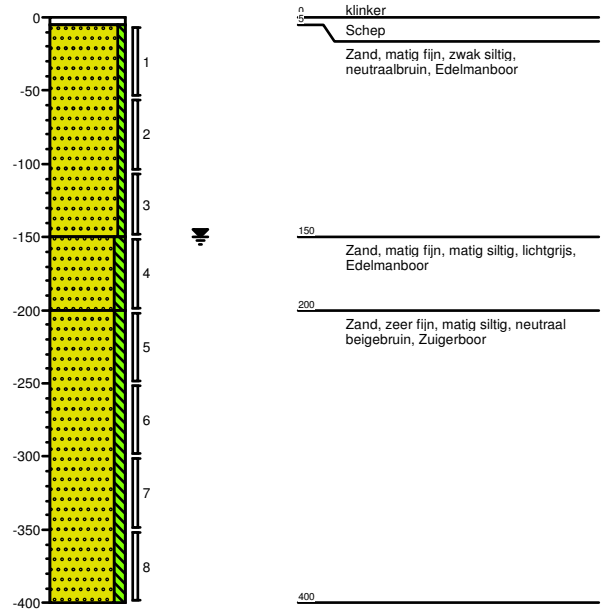 0
-50
-100
-150
-200
-250
-300
-350
-400
1
2
3
4
5
6
7
8
0
klinker
5
Schep
Zand, matig fijn, zwak siltig,
neutraalbruin, Edelmanboor
150
Zand, matig fijn, matig siltig, lichtgrijs,
Edelmanboor
200
Zand, zeer fijn, matig siltig, neutraal
beigebruin, Zuigerboor
400